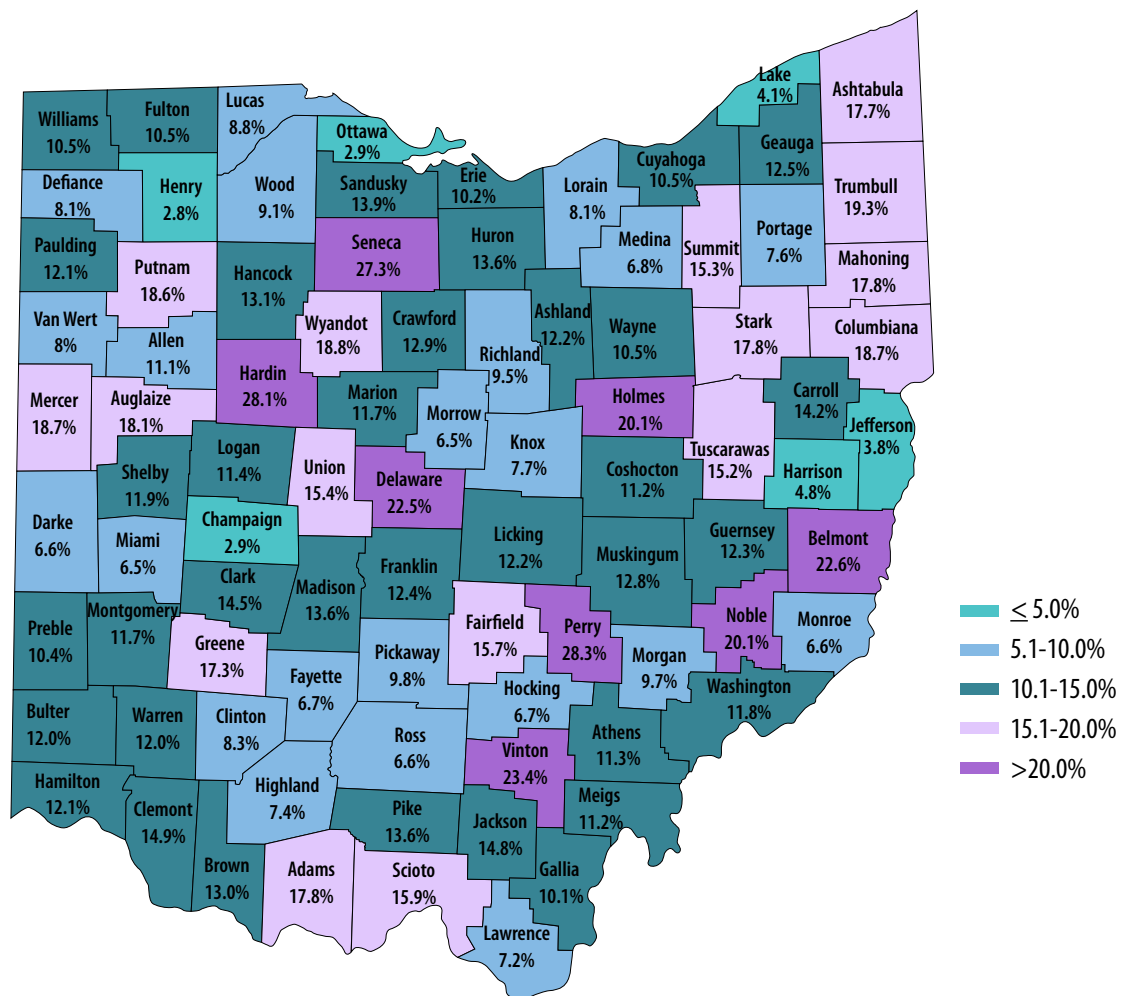 Lake
4.1%
Ashtabula
17.7%
Lucas
8.8%
Fulton
10.5%
Williams
10.5%
Ottawa
2.9%
Geauga
12.5%
Cuyahoga
10.5%
Erie
10.2%
Defiance
8.1%
Henry
2.8%
Wood
9.1%
Sandusky
13.9%
Lorain
8.1%
Trumbull
19.3%
Paulding
12.1%
Putnam
18.6%
Hancock
13.1%
Seneca
27.3%
Huron
13.6%
Medina
6.8%
Summit
15.3%
Portage
7.6%
Mahoning
17.8%
Van Wert
8%
Allen
11.1%
Wyandot
18.8%
Crawford
12.9%
Richland
9.5%
Ashland
12.2%
Wayne
10.5%
Stark
17.8%
Columbiana
18.7%
Mercer
18.7%
Auglaize
18.1%
Hardin
28.1%
Marion
11.7%
Morrow
6.5%
Knox
7.7%
Holmes
20.1%
Carroll
14.2%
Jefferson
3.8%
Shelby
11.9%
Logan
11.4%
Union
15.4%
Delaware
22.5%
Coshocton
11.2%
Tuscarawas
15.2%
Harrison
4.8%
Darke
6.6%
Miami
6.5%
Champaign
2.9%
Licking
12.2%
Muskingum
12.8%
Guernsey
12.3%
Belmont
22.6%
Clark
14.5%
Madison
13.6%
Franklin
12.4%
Preble
10.4%
Montgomery
11.7%
Greene
17.3%
Fairfield
15.7%
Perry
28.3%
Noble
20.1%
Monroe
6.6%
Fayette
6.7%
Pickaway
9.8%
Hocking
6.7%
Morgan
9.7%
Washington
11.8%
Bulter
12.0%
Warren
12.0%
Clinton
8.3%
Ross
6.6%
Vinton
23.4%
Athens
11.3%
Hamilton
12.1%
Clemont
14.9%
Highland
7.4%
Pike
13.6%
Jackson
14.8%
Meigs
11.2%
Brown
13.0%
Adams
17.8%
Scioto
15.9%
Gallia
10.1%
Lawrence
7.2%
≤ 5.0%
5.1-10.0%
10.1-15.0%
15.1-20.0%
>20.0%